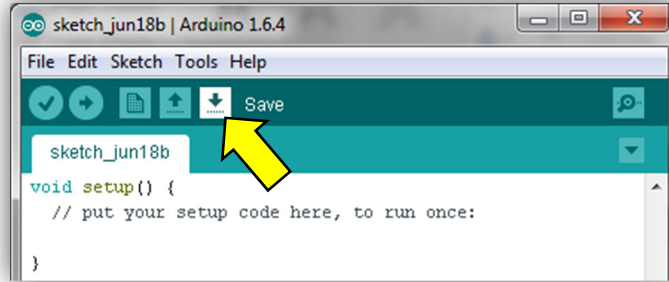 sketch_jun18b | Arduino 1.6.4
File Edit Sketch Tools Help
Save
sketch_jun18b
void setup() {
  // put your setup code here, to run once:
}